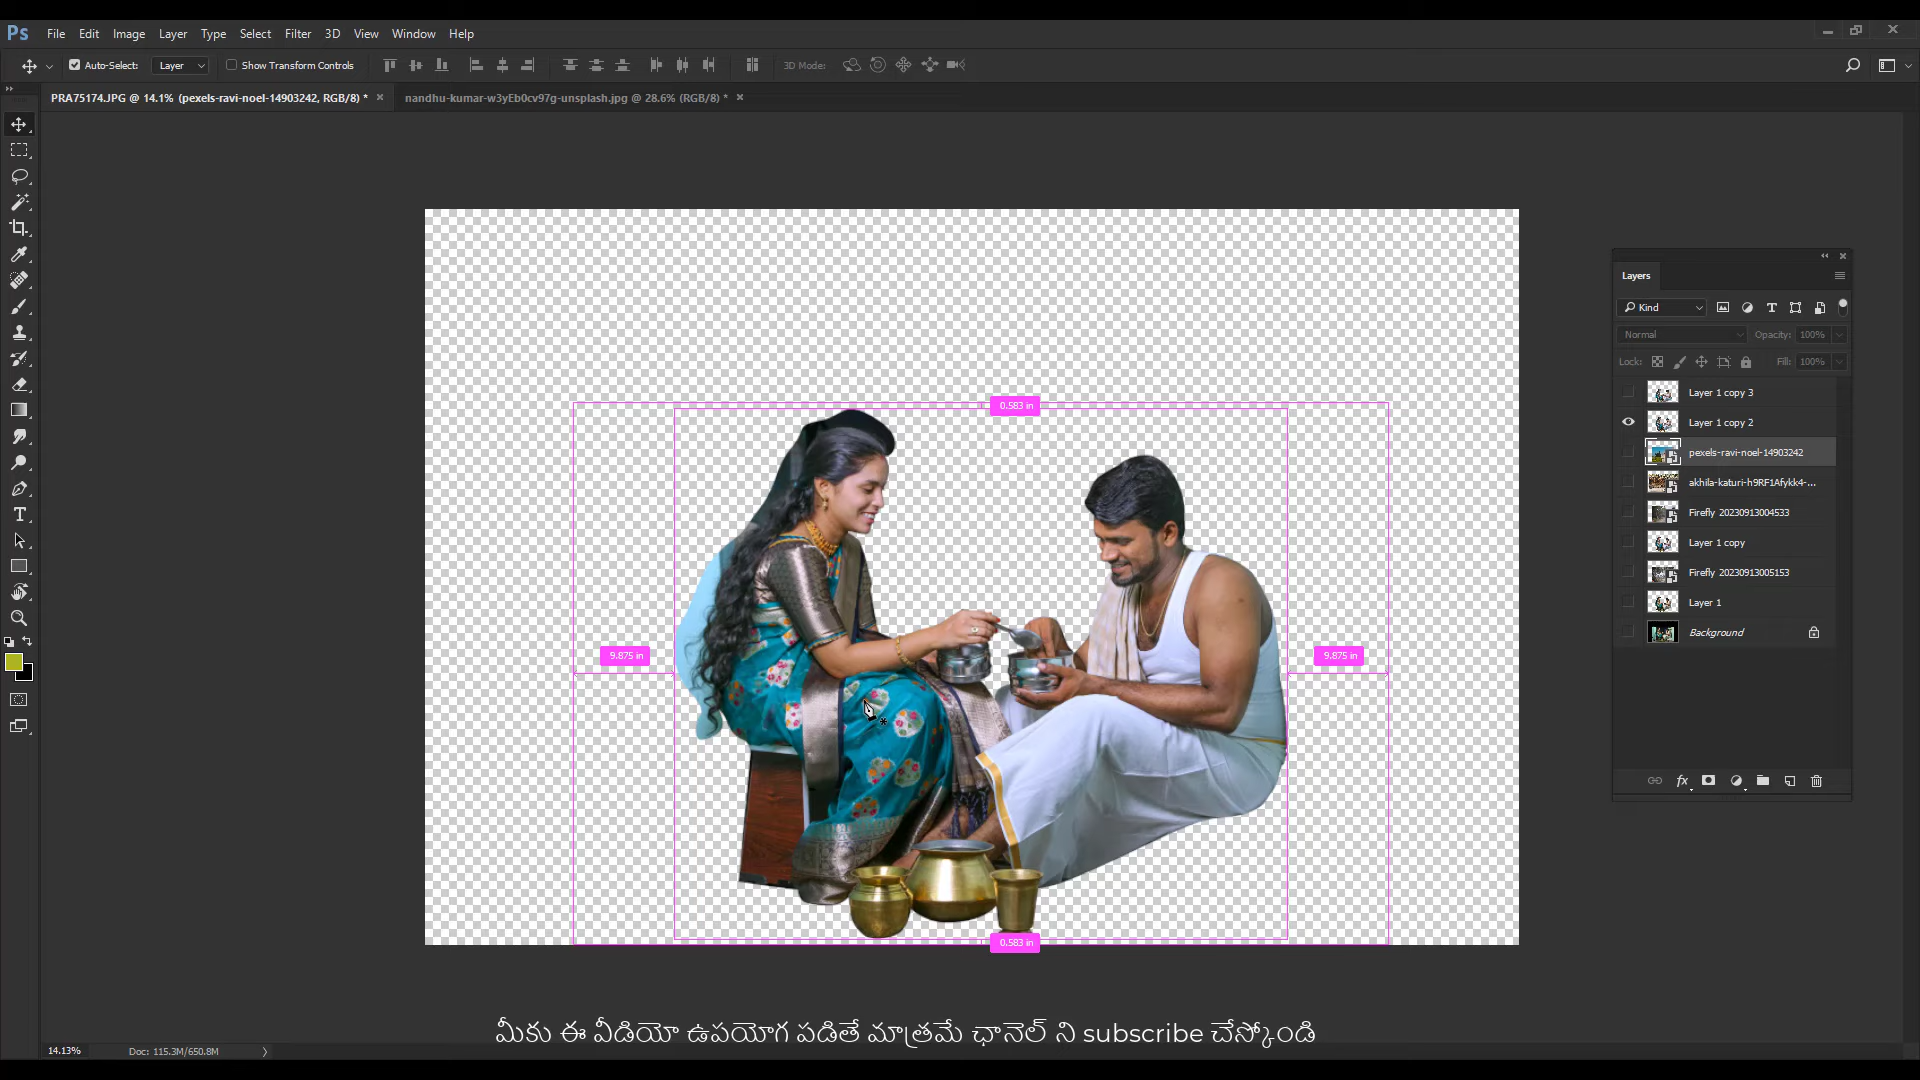 Ps File Edit Image Layer Type Select Filter 3D View Window Help
Auto-Select: Layer Show Transform Controls 3D Mode:
PRA75174.JPG @ 14.1% (pexels-ravi-noel-14903242, RGB/8) * nandhu-kumar-w3yEb0cv97g-unsplash.jpg @ 28.6% (RGB/8) *
Layers
Kind
Normal Opacity: 100%
Lock: Fill: 100%
Layer 1 copy 3
Layer 1 copy 2
pexels-ravi-noel-14903242
akhila-katuri-h9RF1Afykk4-...
Firefly 20230913004533
Layer 1 copy
Firefly 20230913005153
Layer 1
Background
fx
0.583 in
9.875 in 9.875 in
0.583 in
మీకు ఈ వీడియో ఉపయోగ పడితే మాత్రమే ఛానెల్ ని subscribe చేస్కోండి
14.13% Doc: 115.3M/650.8M